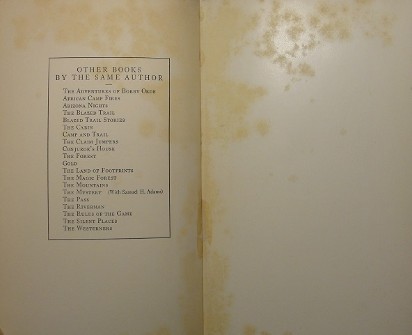 OTHER BOOKS
BY THE SAME AUTHOR
THE ADVENTURES OF BOBBY ORDE
AFRICAN CAMP FIRES
ARIZONA NIGHTS
THE BLAZED TRAIL
BLAZED TRAIL STORIES
THE CABIN
CAMP AND TRAIL
THE CLAIM JUMPERS
CONJUROR'S HOUSE
THE FOREST
GOLD
THE LAND OF FOOTPRINTS
THE MAGIC FOREST
THE MOUNTAINS
THE MYSTERY (With Samuel H. Adams)
THE PASS
THE RIVERMAN
THE RULES OF THE GAME
THE SILENT PLACES
THE WESTERNERS